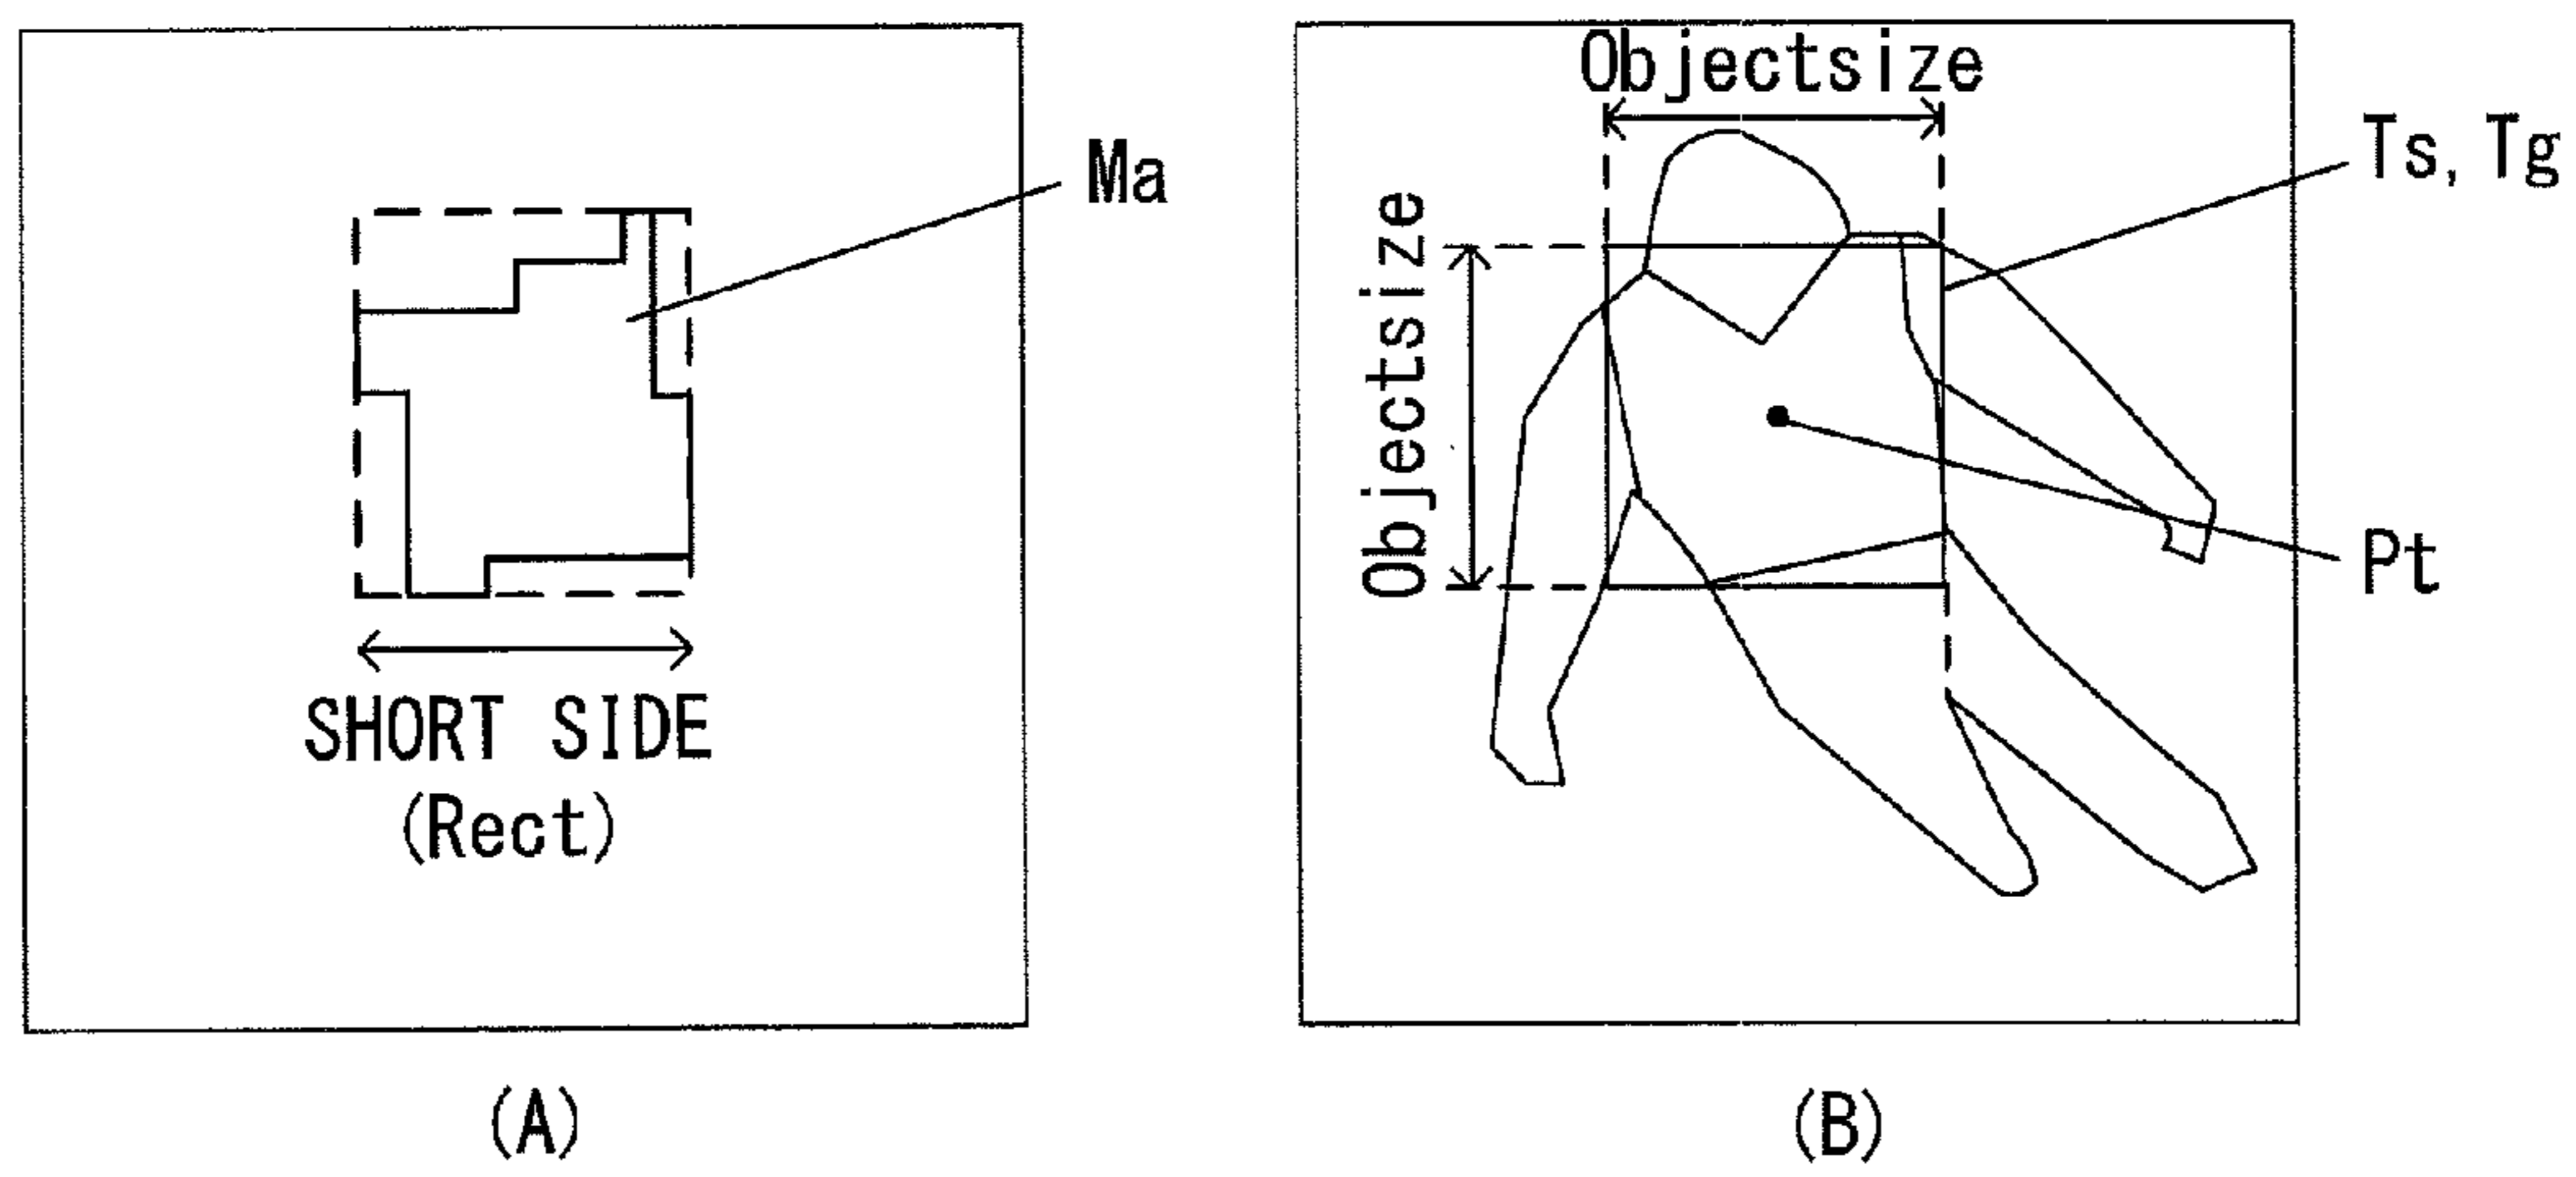 Ma
SHORT SIDE
(Rect)
(A)
Objectsize
Objectsize
Ts, Tg
Pt
(B)